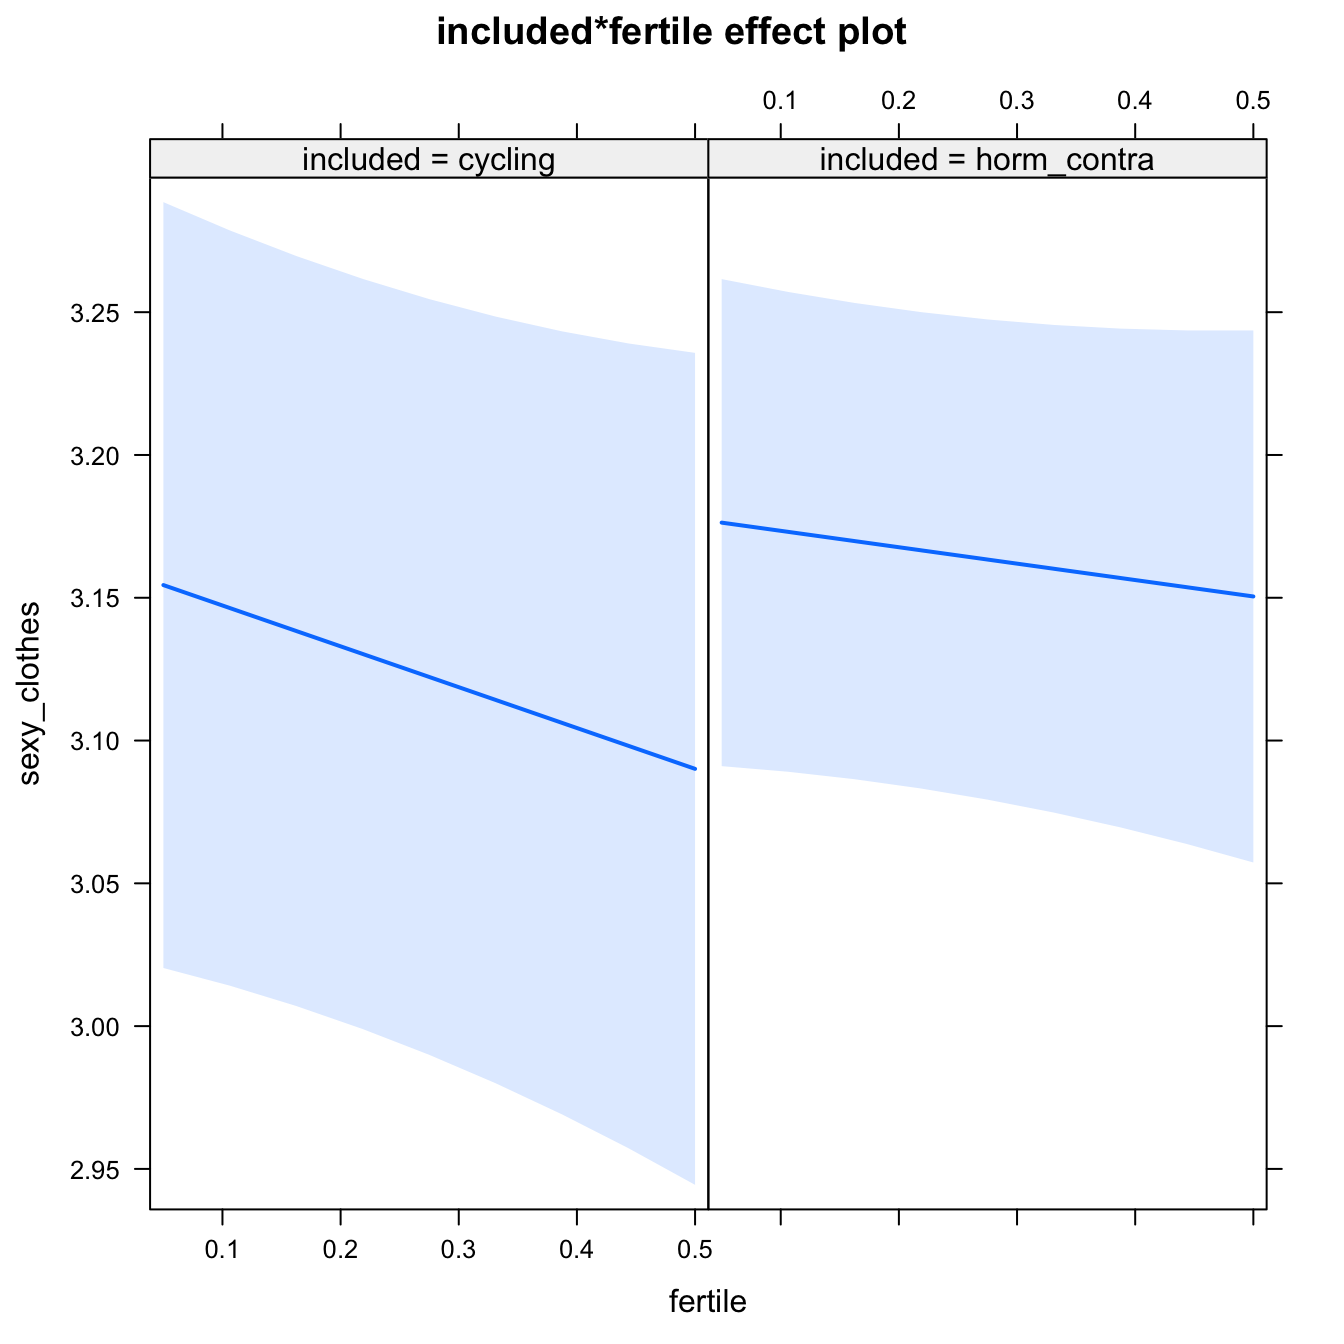 included*fertile effect plot
0.1 0.2 0.3 0.4 0.5
included = cycling included = horm_contra
3.25
3.20
3.15
3.10
3.05
3.00
2.95
sexy_clothes
0.1 0.2 0.3 0.4 0.5
fertile